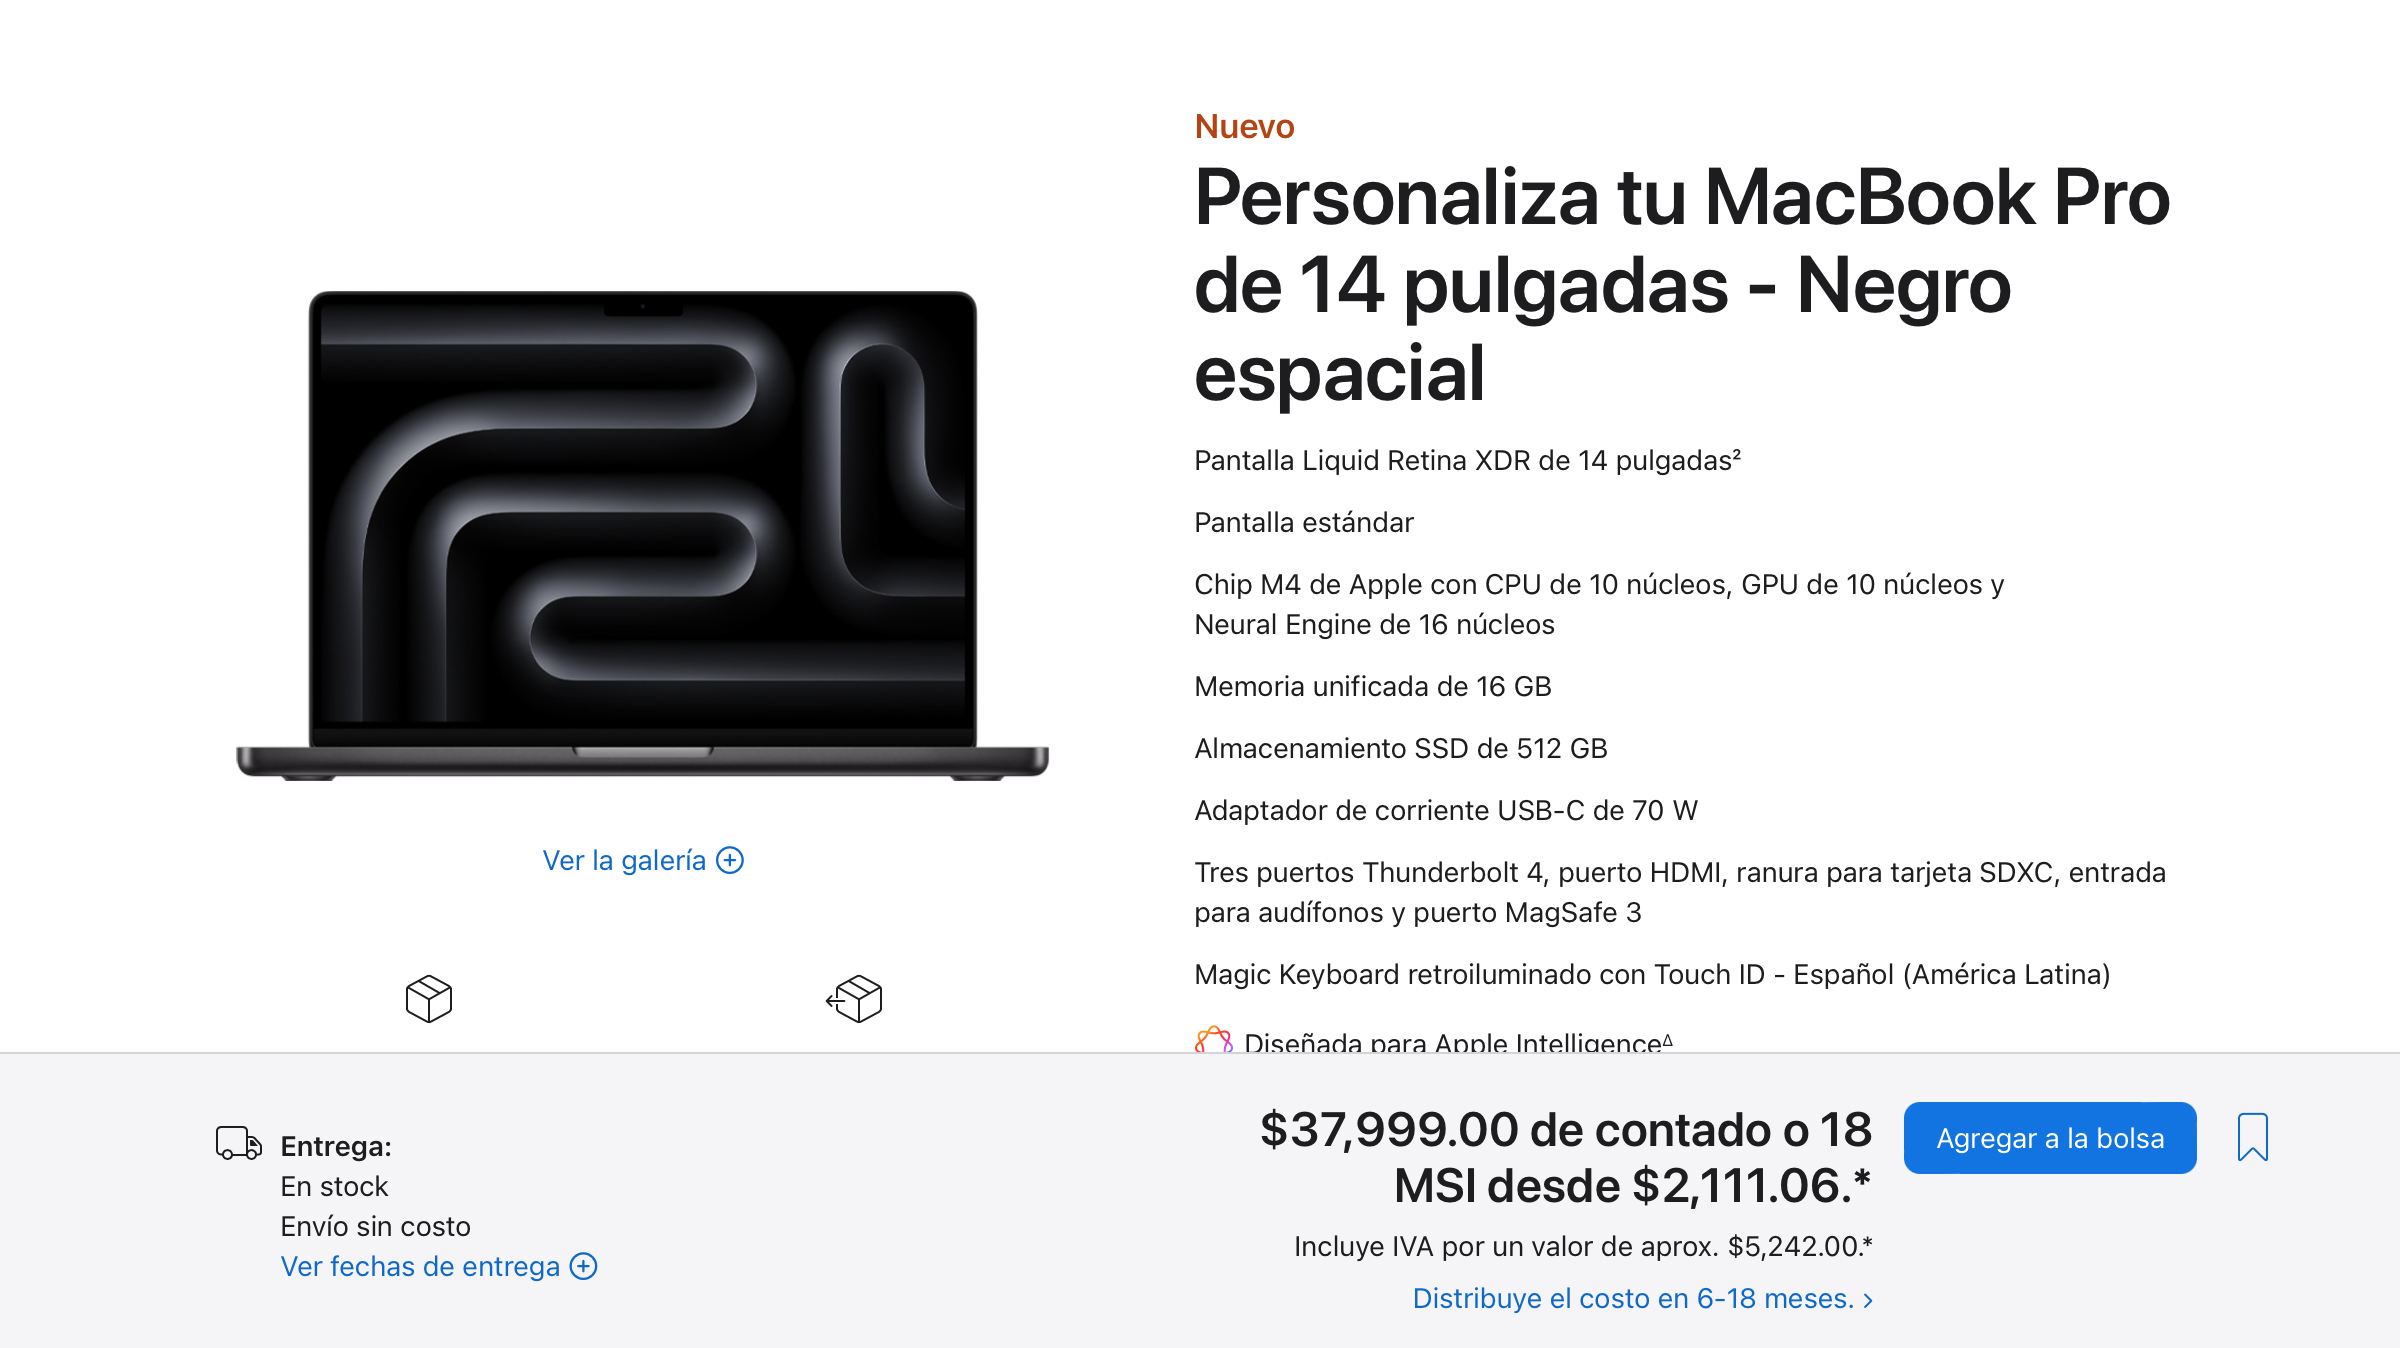 Nuevo
Personaliza tu MacBook Pro
de 14 pulgadas - Negro
espacial
Pantalla Liquid Retina XDR de 14 pulgadas²
Pantalla estándar
Chip M4 de Apple con CPU de 10 núcleos, GPU de 10 núcleos y
Neural Engine de 16 núcleos
Memoria unificada de 16 GB
Almacenamiento SSD de 512 GB
Adaptador de corriente USB-C de 70 W
Tres puertos Thunderbolt 4, puerto HDMI, ranura para tarjeta SDXC, entrada
para audífonos y puerto MagSafe 3
Magic Keyboard retroiluminado con Touch ID - Español (América Latina)
Diseñada para Apple Intelligence∆
Ver la galería
Entrega:
En stock
Envío sin costo
Ver fechas de entrega
$37,999.00 de contado o 18
MSI desde $2,111.06.*
Incluye IVA por un valor de aprox. $5,242.00.*
Distribuye el costo en 6-18 meses. >
Agregar a la bolsa